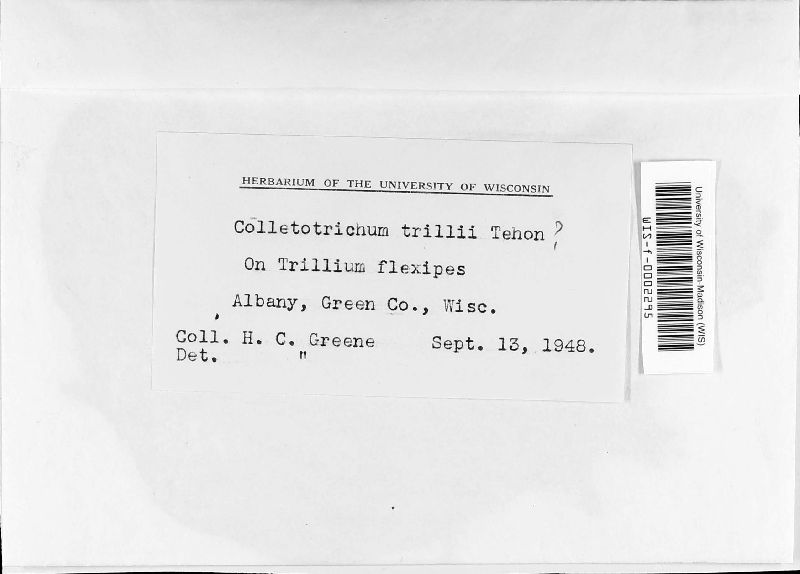 HERBARIUM OF THE UNIVERSITY OF WISCONSIN
Colletotrichum trillii Tehon ?
On Trillium flexipes
Albany, Green Co., Wisc.
Coll. H. C. Greene Sept. 13, 1948.
Det. "
University of Wisconsin-Madison (WIS)
WIS-f-0002295